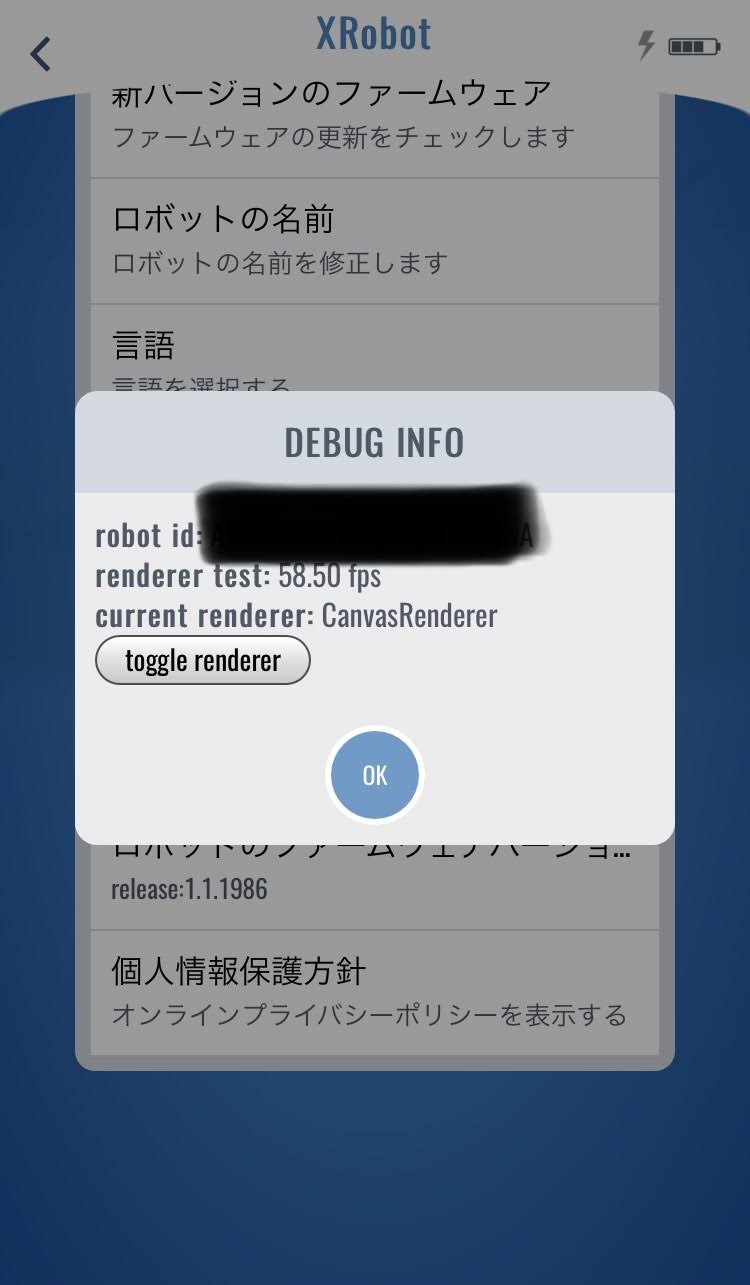 XRobot
新バージョンのファームウェア
ファームウェアの更新をチェックします
ロボットの名前
ロボットの名前を修正します
言語
言語を選択する
DEBUG INFO
robot id:
renderer test: 58.50 fps
current renderer: CanvasRenderer
toggle renderer
OK
ロボットのファームウェアバージョ...
release:1.1.1986
個人情報保護方針
オンラインプライバシーポリシーを表示する